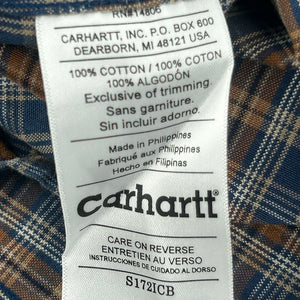 RN#14806
CARHARTT, INC. P.O. BOX 600
DEARBORN, MI 48121 USA
100% COTTON / 100% COTON
100% ALGODÓN
Exclusive of trimming.
Sans garniture.
Sin incluir adorno.
Made in Philippines
Fabriqué aux Philippines
Hecho en Filipinas
carhartt
CARE ON REVERSE
ENTRETIEN AU VERSO
INSTRUCCIONES DE CUIDADO AL DORSO
S172ICB